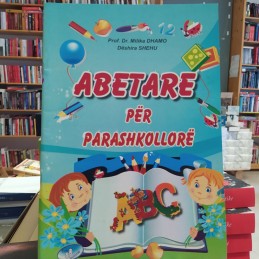 Prof. Dr. Milika DHAMO
Dëshira SHEHU
ABETARE
PËR
PARASHKOLLORË
ABC